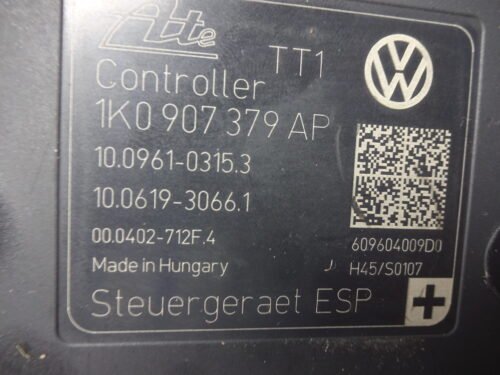 Ate TT1
Controller
1K0 907 379 AP
10.0961-0315.3
10.0619-3066.1
00.0402-712F.4 609604009D0
Made in Hungary H45/S0107
Steuergeraet ESP